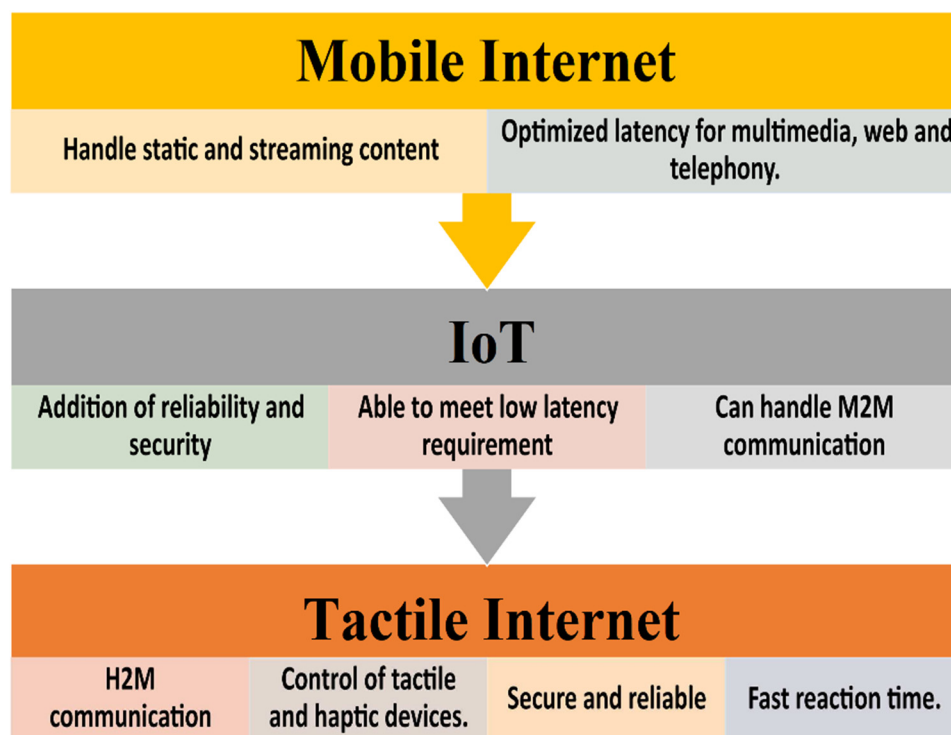 Mobile Internet
Handle static and streaming content
Optimized latency for multimedia, web and
telephony.
IoT
Addition of reliability and
security
Able to meet low latency
requirement
Can handle M2M
communication
Tactile Internet
H2M
communication
Control of tactile
and haptic devices.
Secure and reliable
Fast reaction time.